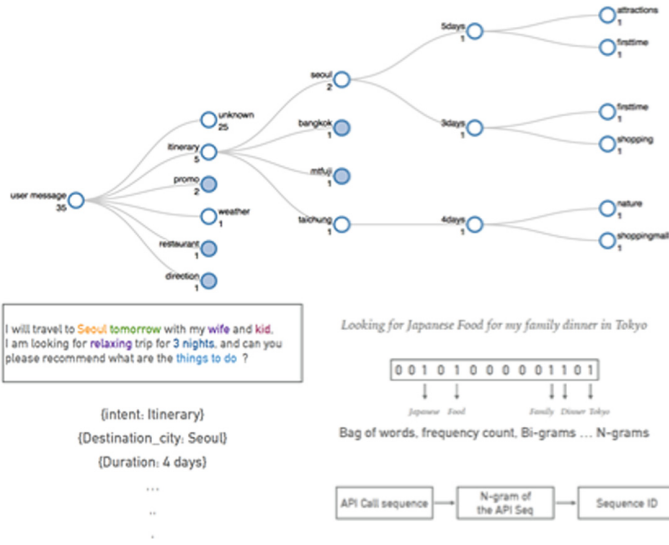 attractions
1
5days
1
firsttime
1
seoul
2
unknown
25
bangkok
1
3days
1
firsttime
1
shopping
1
itinerary
5
mtfuji
1
promo
2
user message
35
weather
1
taichung
1
4days
1
nature
1
shoppingmall
1
restaurant
1
direction
1
I will travel to Seoul tomorrow with my wife and kid,
I am looking for relaxing trip for 3 nights, and can you
please recommend what are the things to do ?
{intent: Itinerary}
{Destination_city: Seoul}
{Duration: 4 days}
...
..
.
Looking for Japanese Food for my family dinner in Tokyo
0 0 1 0 1 0 0 0 0 0 1 1 0 1
Japanese Food Family Dinner Tokyo
Bag of words, frequency count, Bi-grams ... N-grams
API Call sequence
N-gram of
the API Seq
Sequence ID